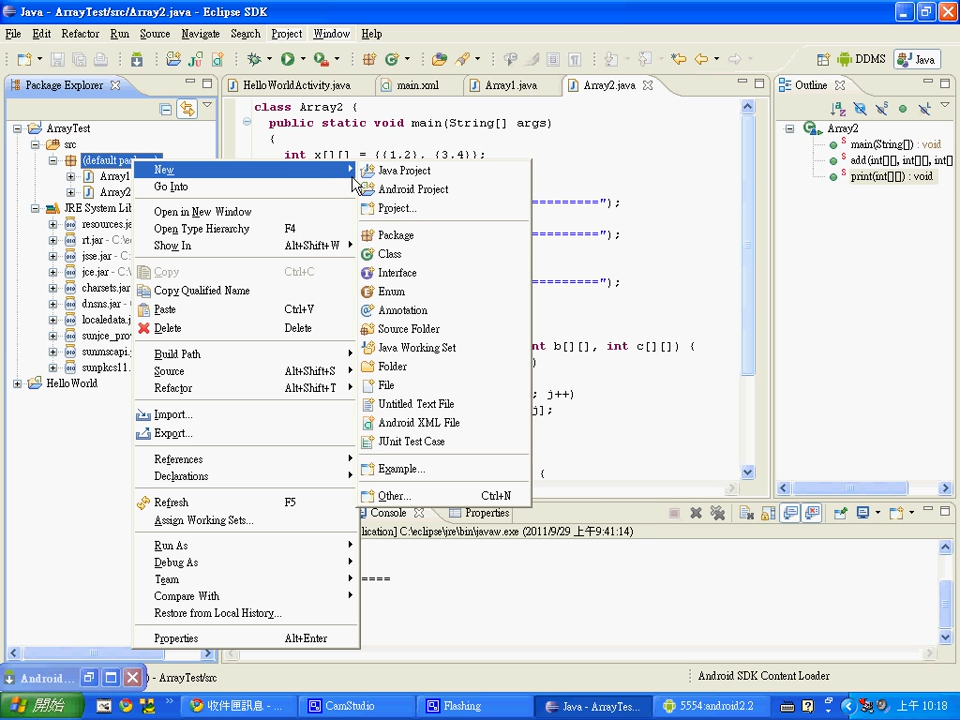 Java - ArrayTest/src/Array2.java - Eclipse SDK
File Edit Refactor Run Source Navigate Search Project Window Help
DDMS Java
Package Explorer
HelloWorldActivity.java main.xml Array1.java Array2.java
Outline
ArrayTest
src
(default pa
Array1
Array2
JRE System Lib
resources.ja
rt.jar - C:\e
jsse.jar -
jce.jar -
charsets.jar
dnsns.jar
localedata.j
sunjce_prov
sunmscapi.
sunpkcs11.
HelloWorld
class Array2 {
public static void main(String[] args)
{
int x[][] = {{1,2}, {3,4}};
=========");
=========");
=========");
nt b[][], int c[][]) {
)
; j++)
j];
{
Array2
main(String[]) : void
add(int[][], int[][], int[]
print(int[][]) : void
New
Go Into
Open in New Window
Open Type Hierarchy F4
Show In Alt+Shift+W
Copy Ctrl+C
Copy Qualified Name
Paste Ctrl+V
Delete Delete
Build Path
Source Alt+Shift+S
Refactor Alt+Shift+T
Import...
Export...
References
Declarations
Refresh F5
Assign Working Sets...
Run As
Debug As
Team
Compare With
Restore from Local History...
Properties Alt+Enter
Java Project
Android Project
Project...
Package
Class
Interface
Enum
Annotation
Source Folder
Java Working Set
Folder
File
Untitled Text File
Android XML File
JUnit Test Case
Example...
Other... Ctrl+N
Console Properties
lication] C:\eclipse\jre\bin\javaw.exe (2011/9/29 上午9:41:14)
====
Android...
) - ArrayTest/src
Android SDK Content Loader
開始
收件匣訊息 - ...
CamStudio
Flashing
Java - ArrayTes...
5554:android2.2
上午 10:18